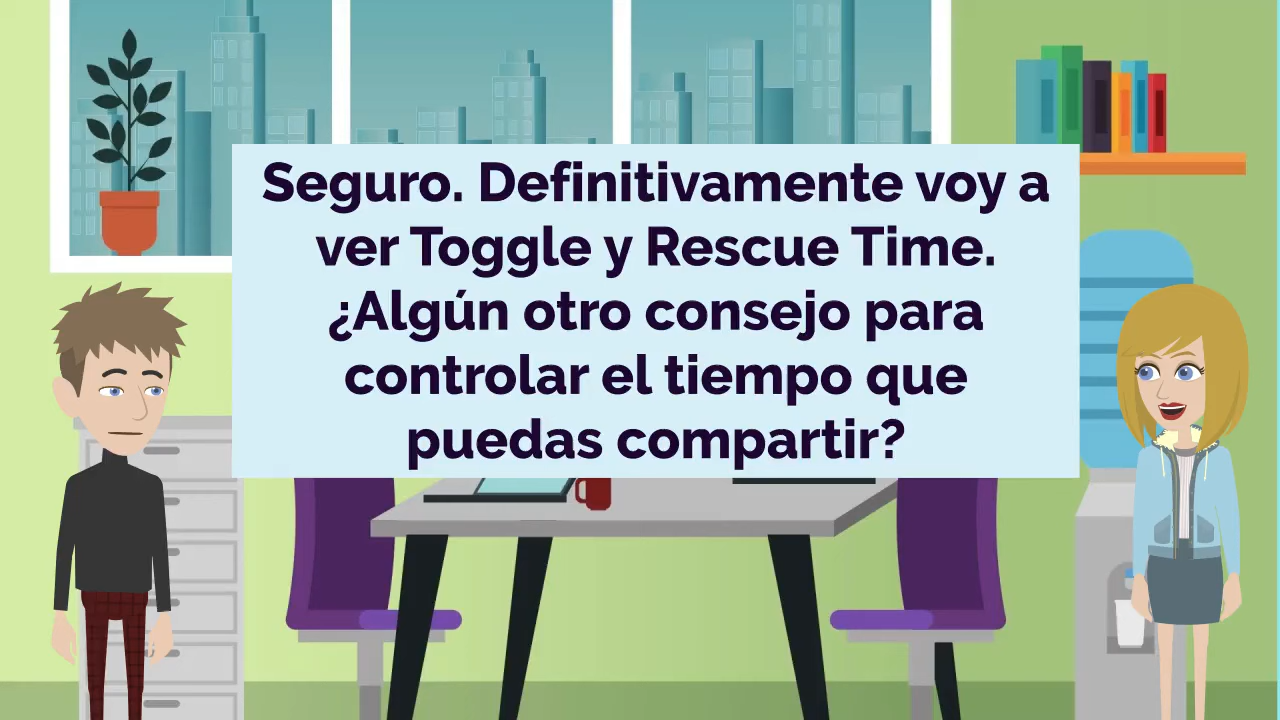 Seguro. Definitivamente voy a
ver Toggle y Rescue Time.
¿Algún otro consejo para
controlar el tiempo que
puedas compartir?